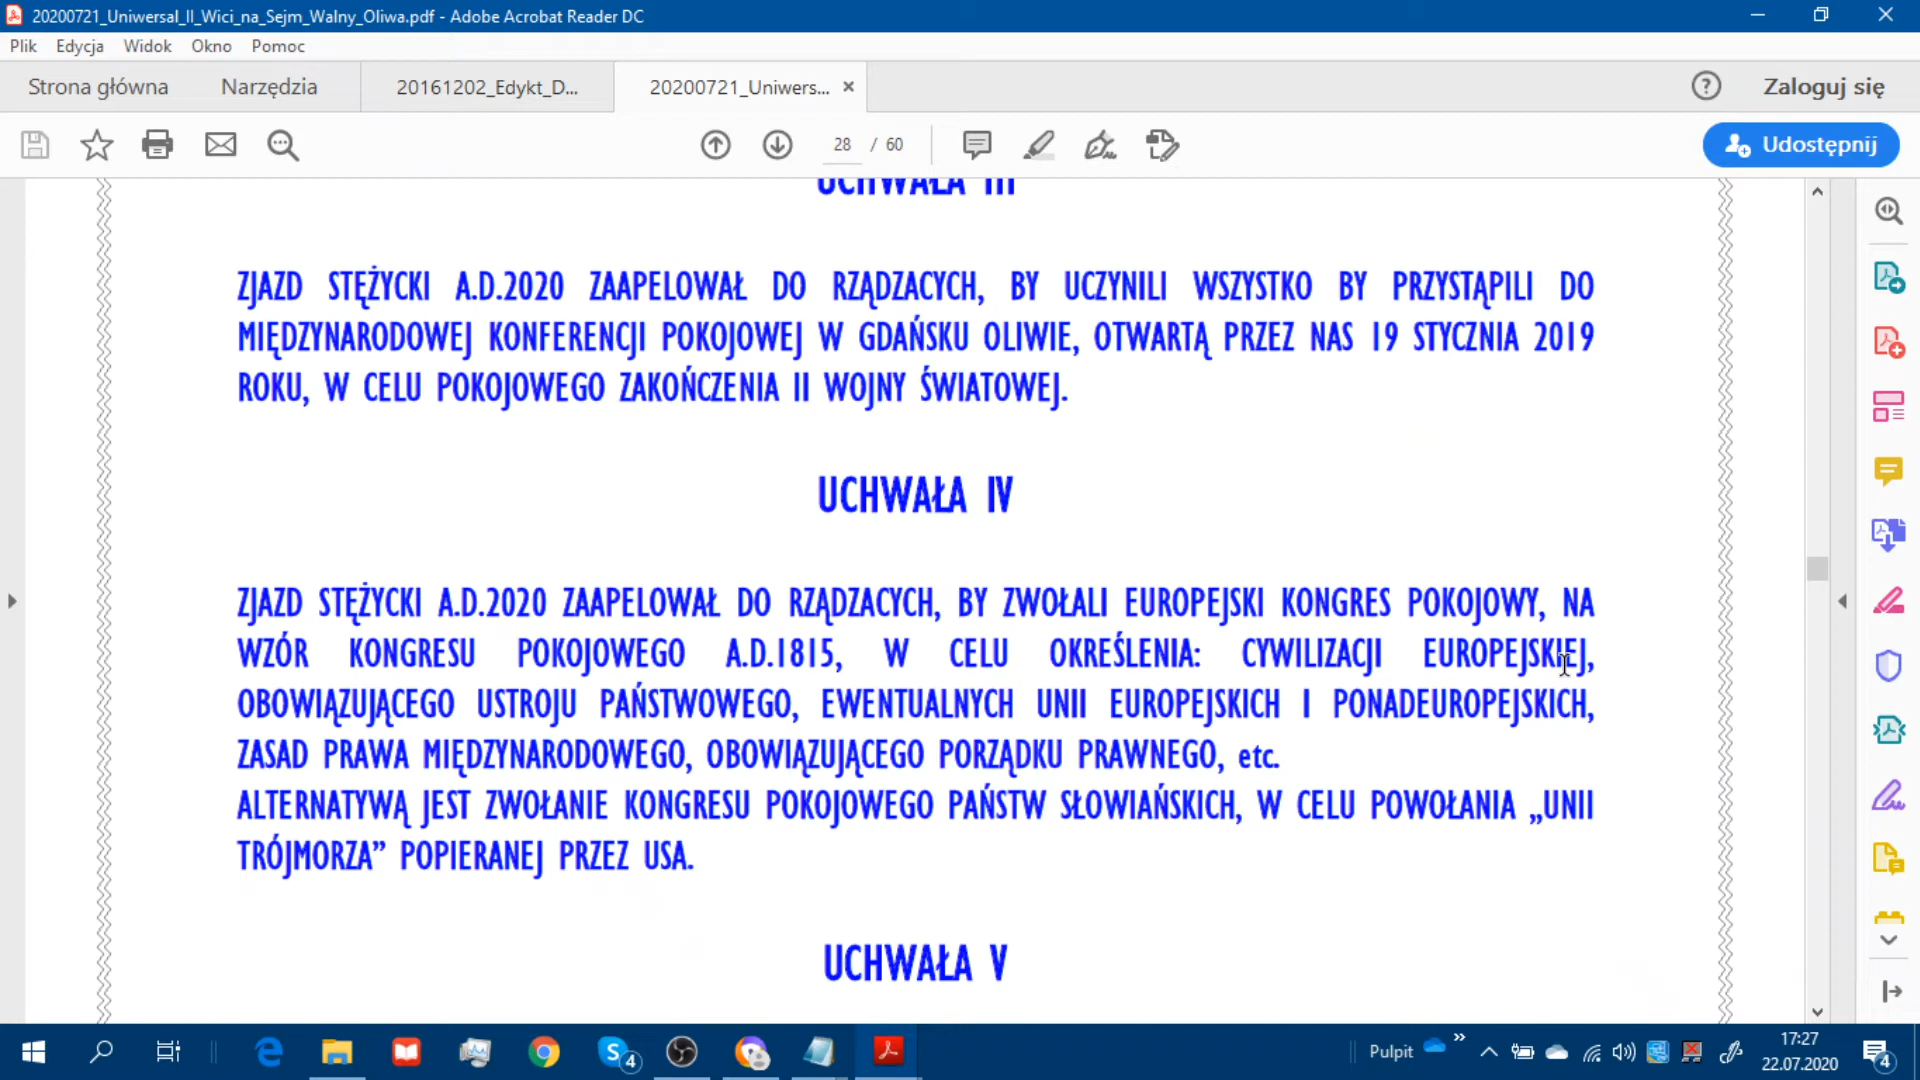 20200721_Uniwersal_II_Wici_na_Sejm_Walny_Oliwa.pdf - Adobe Acrobat Reader DC
Plik Edycja Widok Okno Pomoc
Strona główna Narzędzia 20161202_Edykt_D... 20200721_Uniwers... Zaloguj się
28 / 60 Udostępnij
UCHWAŁA III
ZJAZD STĘŻYCKI A.D.2020 ZAAPELOWAŁ DO RZĄDZACYCH, BY UCZYNILI WSZYSTKO BY PRZYSTĄPILI DO
MIĘDZYNARODOWEJ KONFERENCJI POKOJOWEJ W GDAŃSKU OLIWIE, OTWARTĄ PRZEZ NAS 19 STYCZNIA 2019
ROKU, W CELU POKOJOWEGO ZAKOŃCZENIA II WOJNY ŚWIATOWEJ.
UCHWAŁA IV
ZJAZD STĘŻYCKI A.D.2020 ZAAPELOWAŁ DO RZĄDZACYCH, BY ZWOŁALI EUROPEJSKI KONGRES POKOJOWY, NA
WZÓR KONGRESU POKOJOWEGO A.D.1815, W CELU OKREŚLENIA: CYWILIZACJI EUROPEJSKIEJ,
OBOWIĄZUJĄCEGO USTROJU PAŃSTWOWEGO, EWENTUALNYCH UNII EUROPEJSKICH I PONADEUROPEJSKICH,
ZASAD PRAWA MIĘDZYNARODOWEGO, OBOWIĄZUJĄCEGO PORZĄDKU PRAWNEGO, etc.
ALTERNATYWĄ JEST ZWOŁANIE KONGRESU POKOJOWEGO PAŃSTW SŁOWIAŃSKICH, W CELU POWOŁANIA „UNII
TRÓJMORZA” POPIERANEJ PRZEZ USA.
UCHWAŁA V
4 Pulpit 17:27
22.07.2020 4